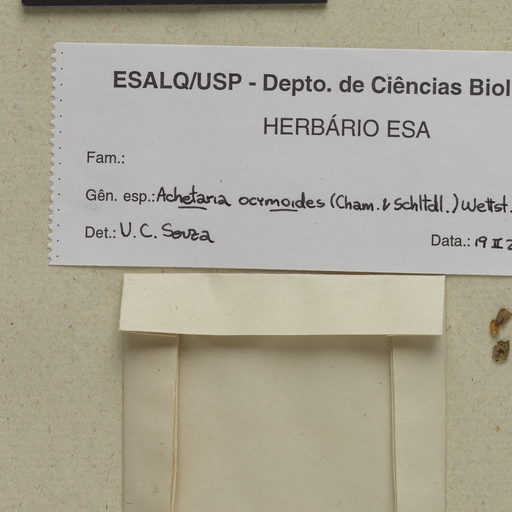 ESALQ/USP - Depto. de Ciências Biol
HERBÁRIO ESA
Fam.:
Gên. esp.: Achetaria ocymoides (Cham. & Schltdl.) Wettst.
Det.: V. C. Souza
Data.: 19 II 2